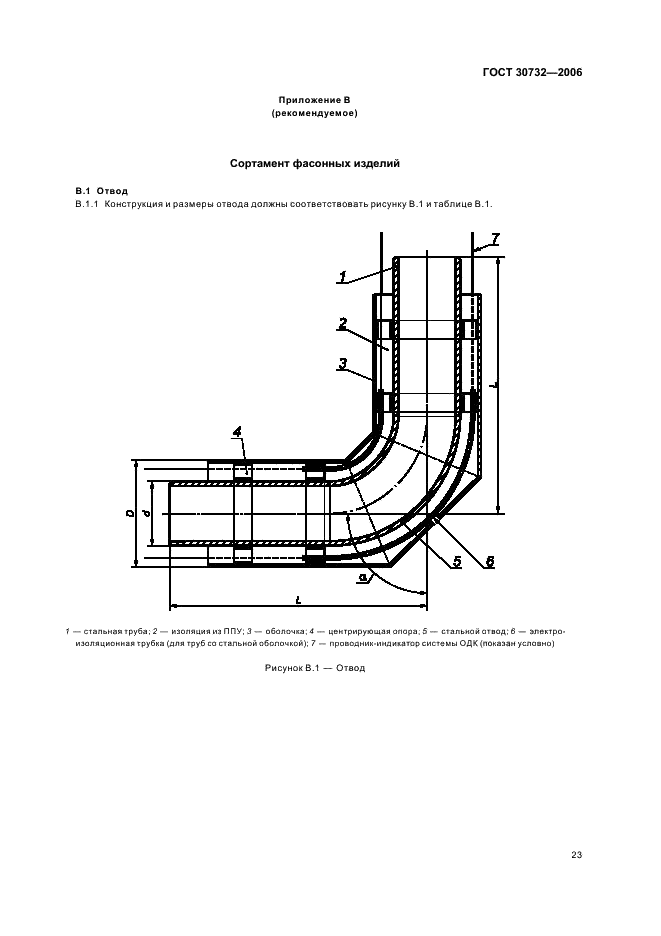 ГОСТ 30732—2006
Приложение В
(рекомендуемое)
Сортамент фасонных изделий
В.1 Отвод
В.1.1 Конструкция и размеры отвода должны соответствовать рисунку В.1 и таблице В.1.
7
1
2
3
L
4
D
d
5
6
α
L
1 — стальная труба; 2 — изоляция из ППУ; 3 — оболочка; 4 — центрирующая опора; 5 — стальной отвод; 6 — электро-
изоляционная трубка (для труб со стальной оболочкой); 7 — проводник-индикатор системы ОДК (показан условно)
Рисунок В.1 — Отвод
23